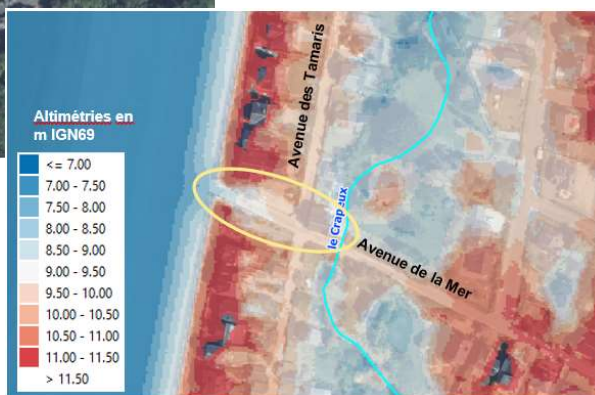 Altimétries en
m IGN69
<= 7.00
7.00 - 7.50
7.50 - 8.00
8.00 - 8.50
8.50 - 9.00
9.00 - 9.50
9.50 - 10.00
10.00 - 10.50
10.50 - 11.00
11.00 - 11.50
> 11.50
Avenue des Tamaris
le Crapeux
Avenue de la Mer